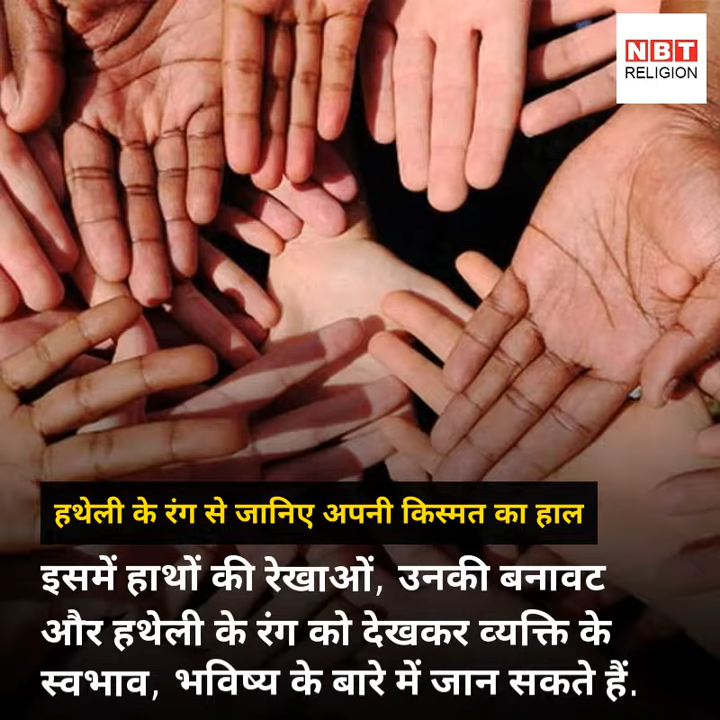 NBT
RELIGION
हथेली के रंग से जानिए अपनी किस्मत का हाल
इसमें हाथों की रेखाओं, उनकी बनावट
और हथेली के रंग को देखकर व्यक्ति के
स्वभाव, भविष्य के बारे में जान सकते हैं.